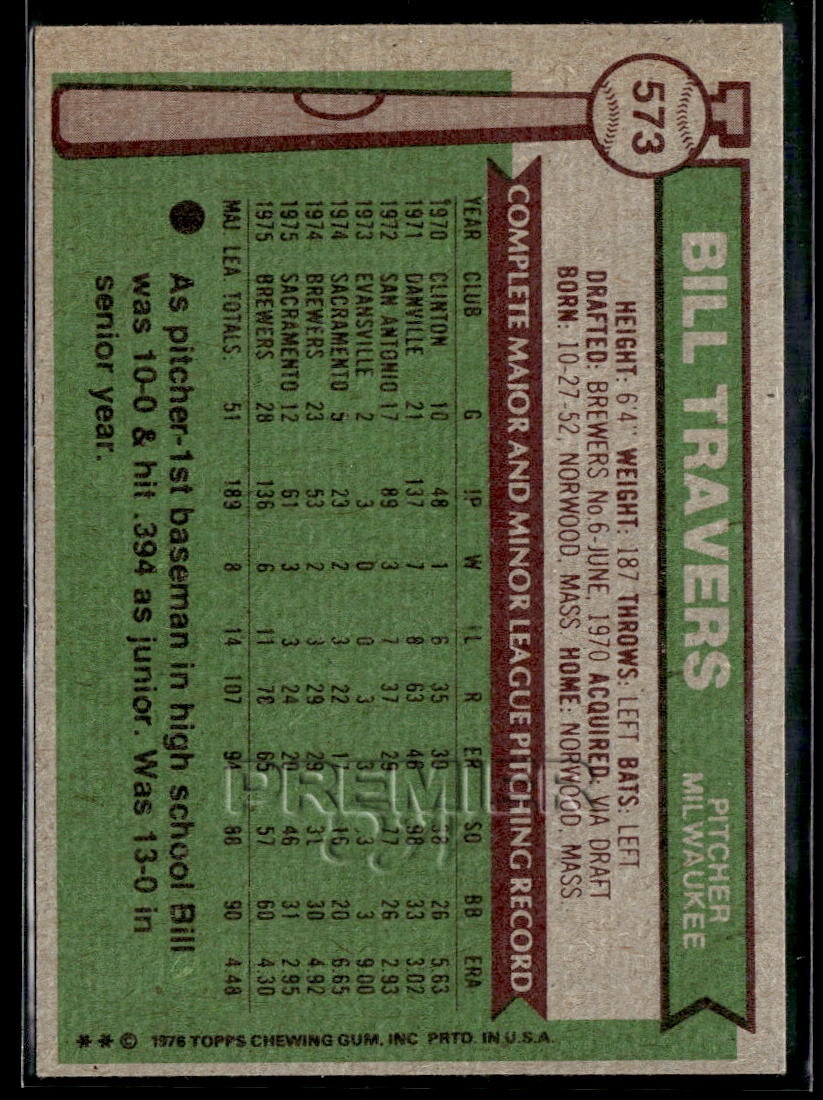 573
BILL TRAVERS
PITCHER
MILWAUKEE
HEIGHT: 6'4" WEIGHT: 187 THROWS: LEFT BATS: LEFT
DRAFTED: BREWERS No.6-JUNE, 1970 ACQUIRED: VIA DRAFT
BORN: 10-27-52, NORWOOD, MASS. HOME: NORWOOD, MASS
COMPLETE MAJOR AND MINOR LEAGUE PITCHING RECORD
YEAR CLUB G IP W L R ER SO BB ERA
1970 CLINTON 10 48 1 6 35 30 38 26 5.63
1971 DANVILLE 21 137 7 8 63 46 98 33 3.02
1972 SAN ANTONIO 17 89 3 7 37 29 77 26 2.93
1973 EVANSVILLE 2 3 0 0 3 3 3 3 9.00
1974 SACRAMENTO 5 23 2 3 22 17 16 20 6.65
1974 BREWERS 23 53 2 3 29 29 31 30 4.92
1975 SACRAMENTO 12 61 3 3 24 20 46 31 2.95
1975 BREWERS 28 136 6 11 78 65 57 60 4.30
MAJ. LEA. TOTALS: 51 189 8 14 107 94 88 90 4.48
As pitcher-1st baseman in high school Bill
was 10-0 & hit .394 as junior. Was 13-0 in
senior year.
** © 1976 TOPPS CHEWING GUM, INC PRTD. IN U.S.A.
PREMIER